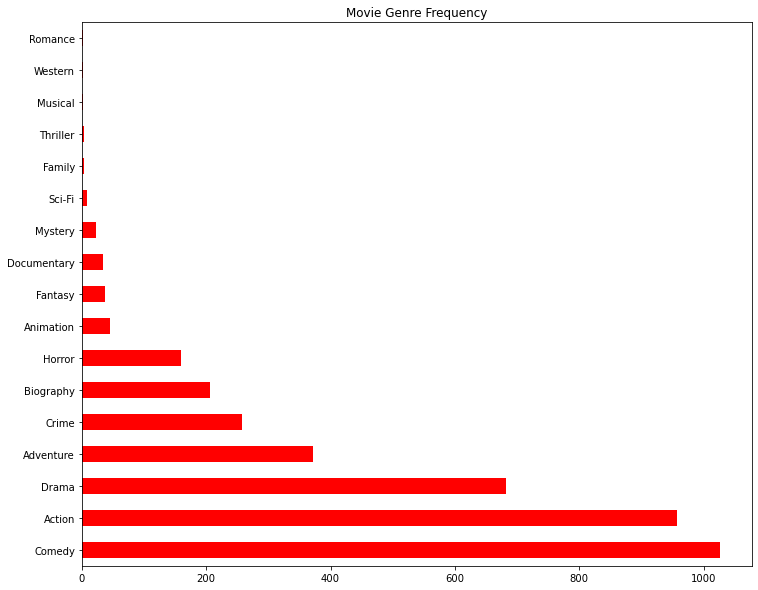 Movie Genre Frequency
Romance
Western
Musical
Thriller
Family
Sci-Fi
Mystery
Documentary
Fantasy
Animation
Horror
Biography
Crime
Adventure
Drama
Action
Comedy
0 200 400 600 800 1000